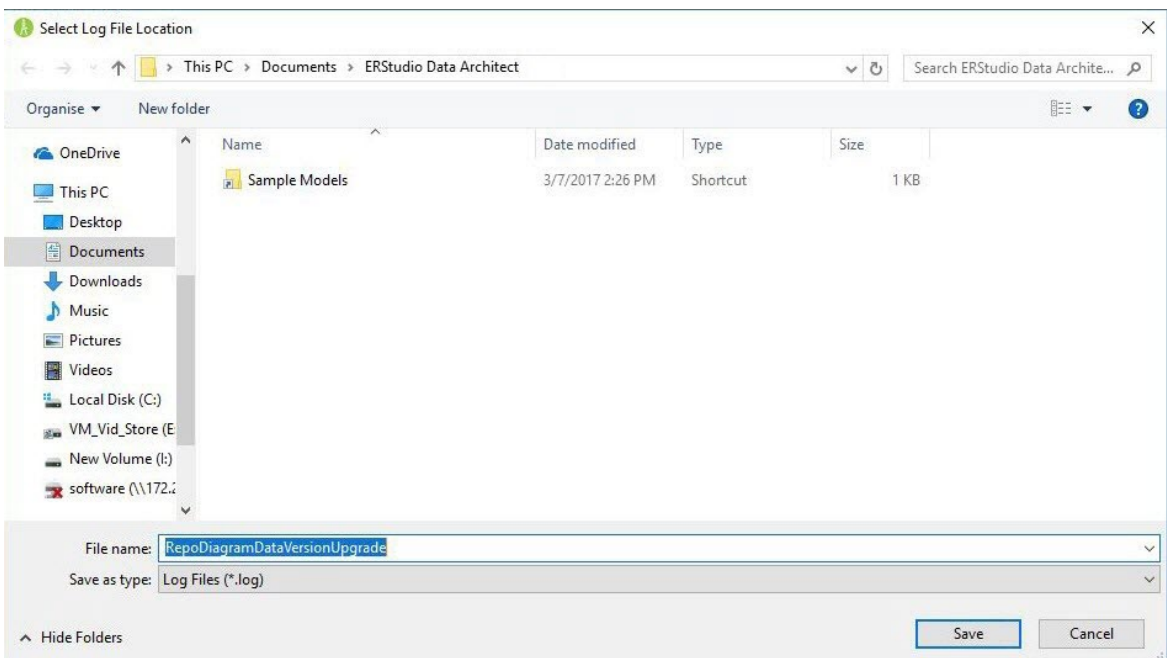 Select Log File Location
This PC > Documents > ERStudio Data Architect
Search ERStudio Data Archite...
Organise
New folder
Name Date modified Type Size
Sample Models 3/7/2017 2:26 PM Shortcut 1 KB
OneDrive
This PC
Desktop
Documents
Downloads
Music
Pictures
Videos
Local Disk (C:)
VM_Vid_Store (E:
New Volume (I:)
software (\\172.2
File name: RepoDiagramDataVersionUpgrade
Save as type: Log Files (*.log)
Hide Folders
Save
Cancel